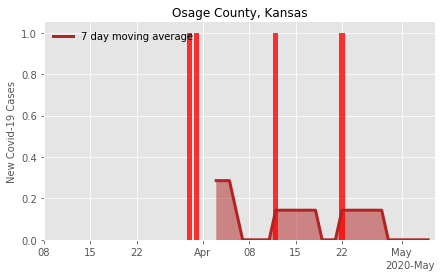 Osage County, Kansas
7 day moving average
New Covid-19 Cases
1.0
0.8
0.6
0.4
0.2
0.0
08
15
22
Apr
08
15
22
May
2020-May